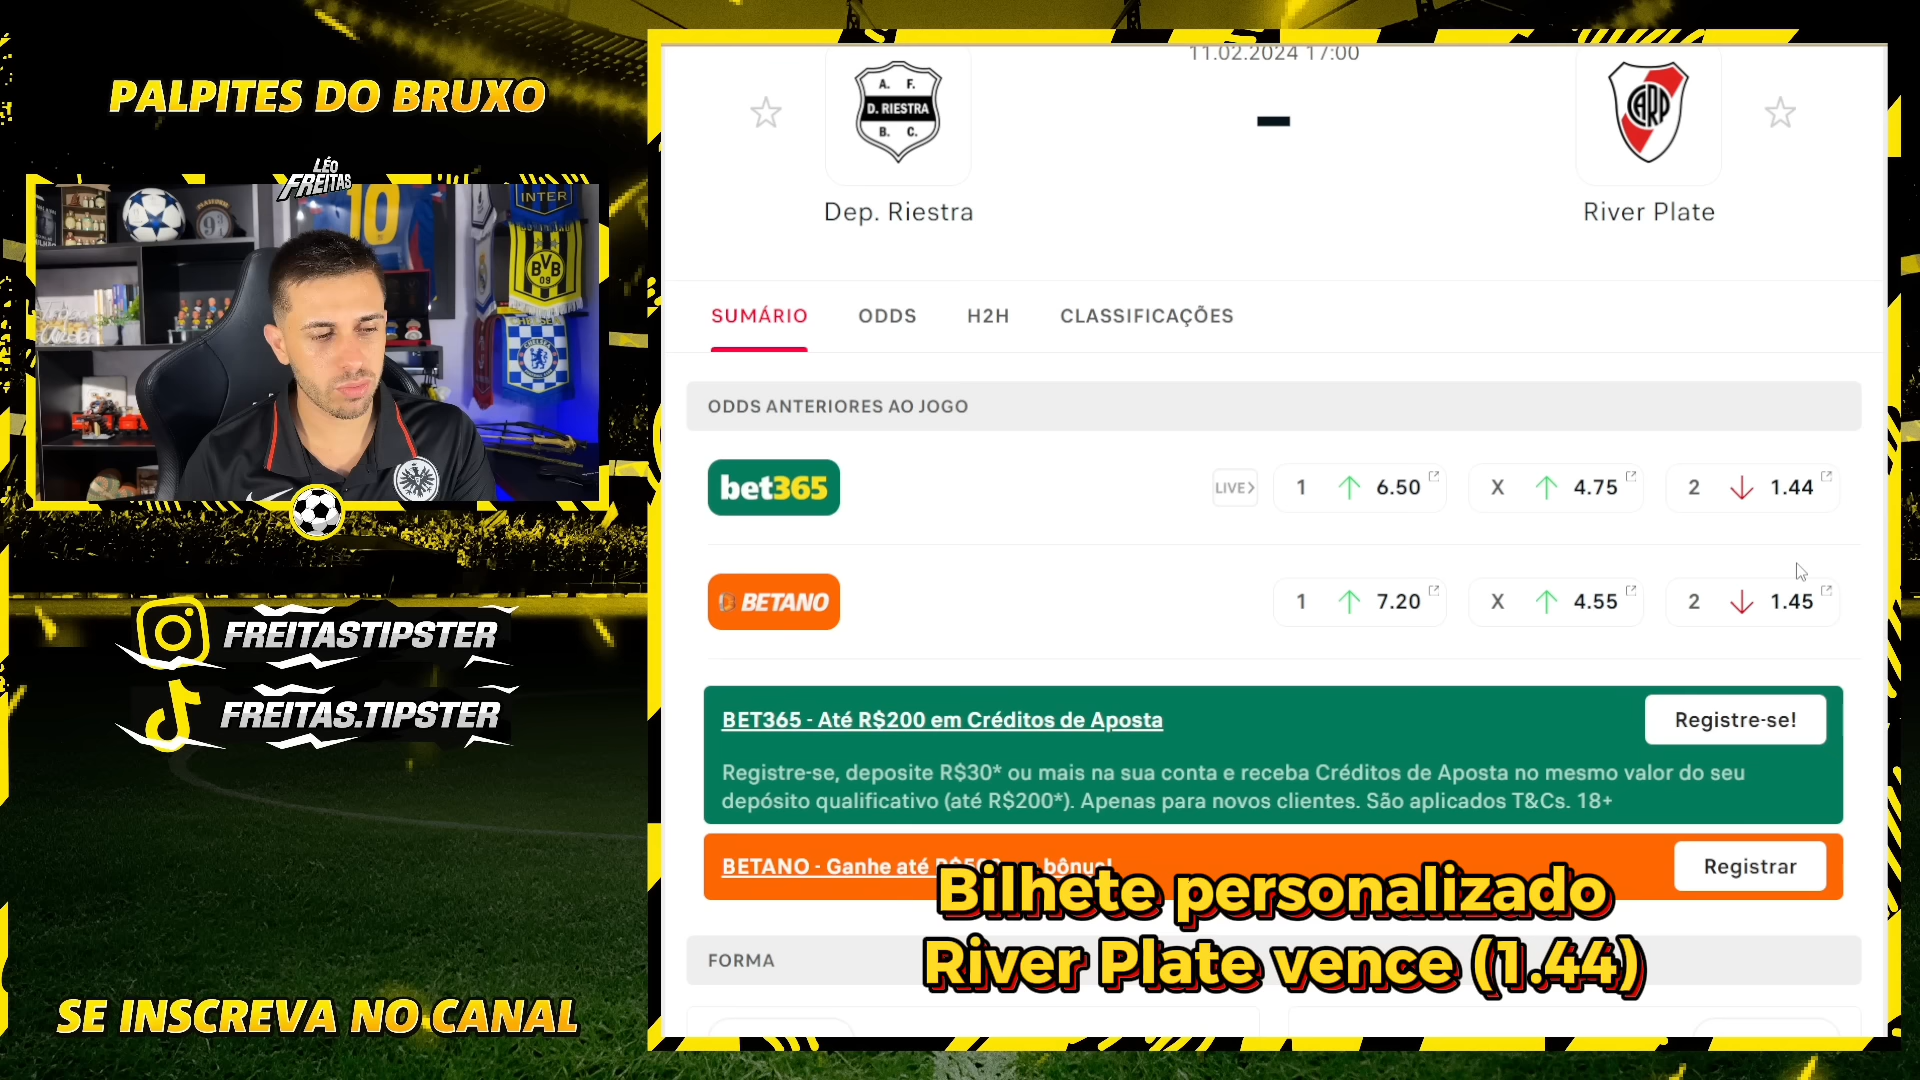 PALPITES DO BRUXO
LÉO
FREITAS
INTER
10
BVB
09
CHELSEA
FREITASTIPSTER
FREITAS.TIPSTER
SE INSCREVA NO CANAL
11.02.2024 17:00
A. F.
D. RIESTRA
B. C.
CARP
Dep. Riestra
-
River Plate
SUMÁRIO ODDS H2H CLASSIFICAÇÕES
ODDS ANTERIORES AO JOGO
bet365 LIVE> 1 6.50 X 4.75 2 1.44
BETANO 1 7.20 X 4.55 2 1.45
BET365 - Até R$200 em Créditos de Aposta
Registre-se!
Registre-se, deposite R$30* ou mais na sua conta e receba Créditos de Aposta no mesmo valor do seu
depósito qualificativo (até R$200*). Apenas para novos clientes. São aplicados T&Cs. 18+
BETANO - Ganhe até bônus!
Registrar
Bilhete personalizado
River Plate vence (1.44)
FORMA